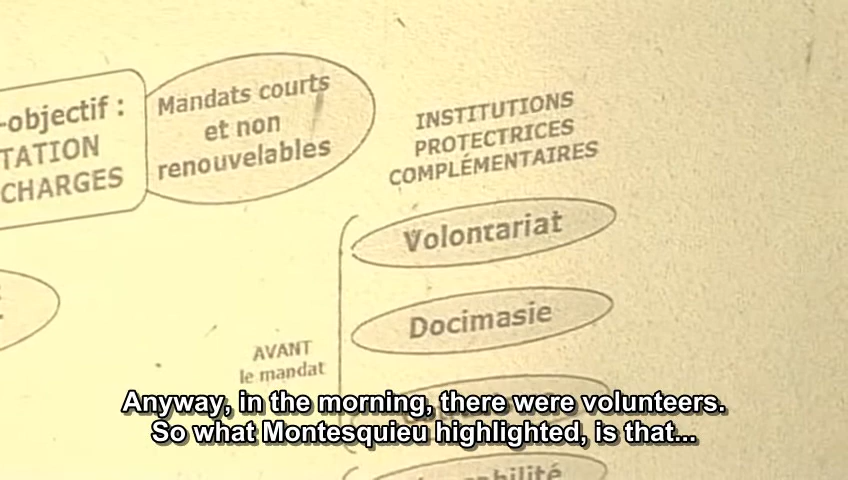 -objectif :
TATION
CHARGES
Mandats courts
et non
renouvelables
INSTITUTIONS
PROTECTRICES
COMPLÉMENTAIRES
Volontariat
Docimasie
AVANT
le mandat
Anyway, in the morning, there were volunteers.
So what Montesquieu highlighted, is that...